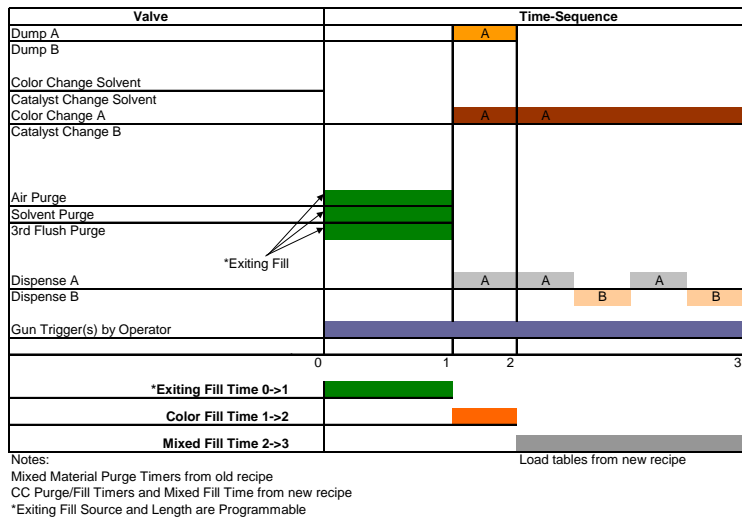 Valve Time-Sequence
Dump A A
Dump B
Color Change Solvent
Catalyst Change Solvent
Color Change A A A
Catalyst Change B
Air Purge
Solvent Purge
3rd Flush Purge
*Exiting Fill
Dispense A A A A
Dispense B B B
Gun Trigger(s) by Operator
0 1 2 3
*Exiting Fill Time 0->1
Color Fill Time 1->2
Mixed Fill Time 2->3
Notes: Load tables from new recipe
Mixed Material Purge Timers from old recipe
CC Purge/Fill Timers and Mixed Fill Time from new recipe
*Exiting Fill Source and Length are Programmable